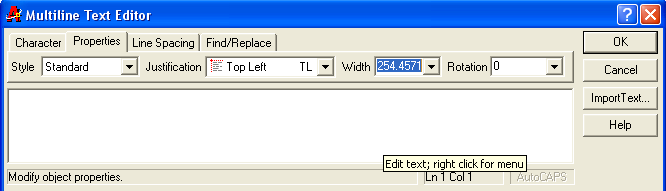 Multiline Text Editor
Character Properties Line Spacing Find/Replace
Style Standard Justification Top Left TL Width 254.4571 Rotation 0
OK
Cancel
ImportText...
Help
Edit text; right click for menu
Modify object properties. Ln 1 Col 1 AutoCAPS